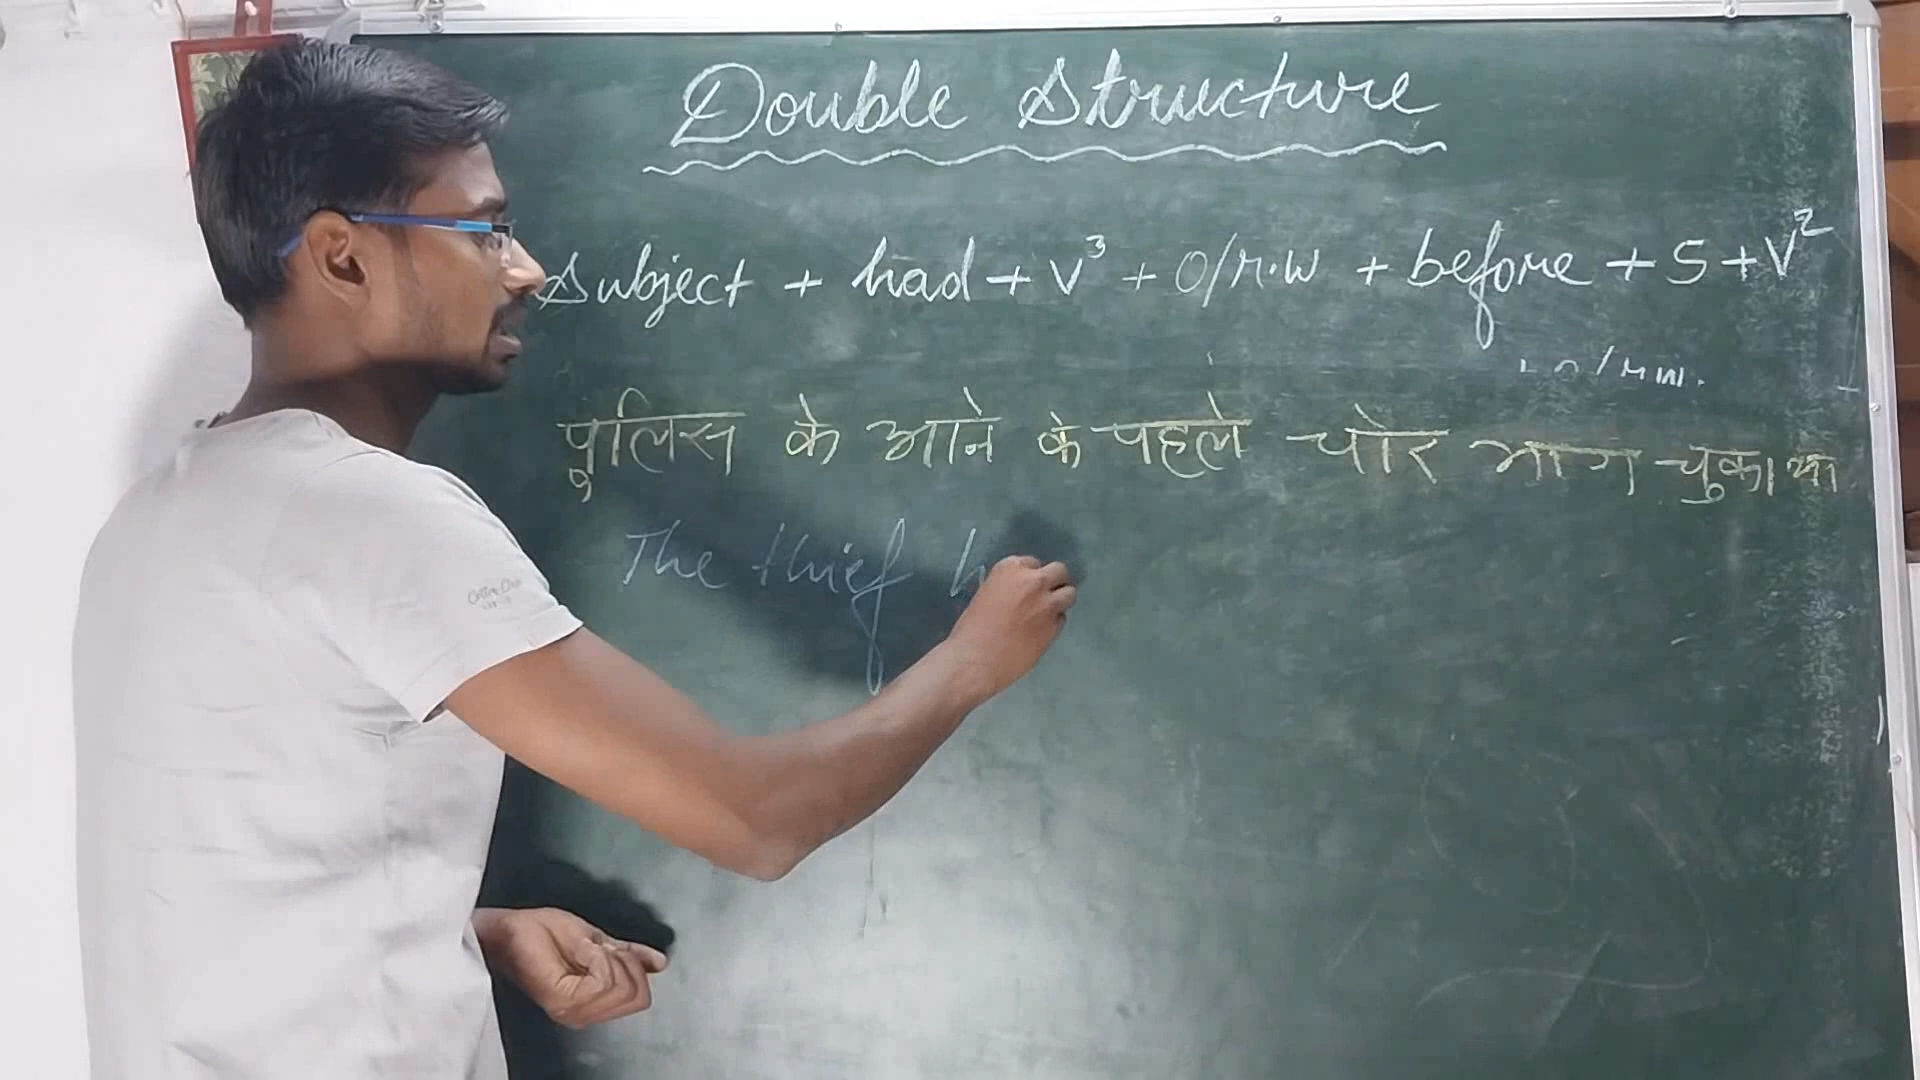 Double Structure
Subject + had + V³ + O/r.w + before + S + V²
+ O/r.w.
पुलिस के आने के पहले चोर भाग चुका था
The thief h